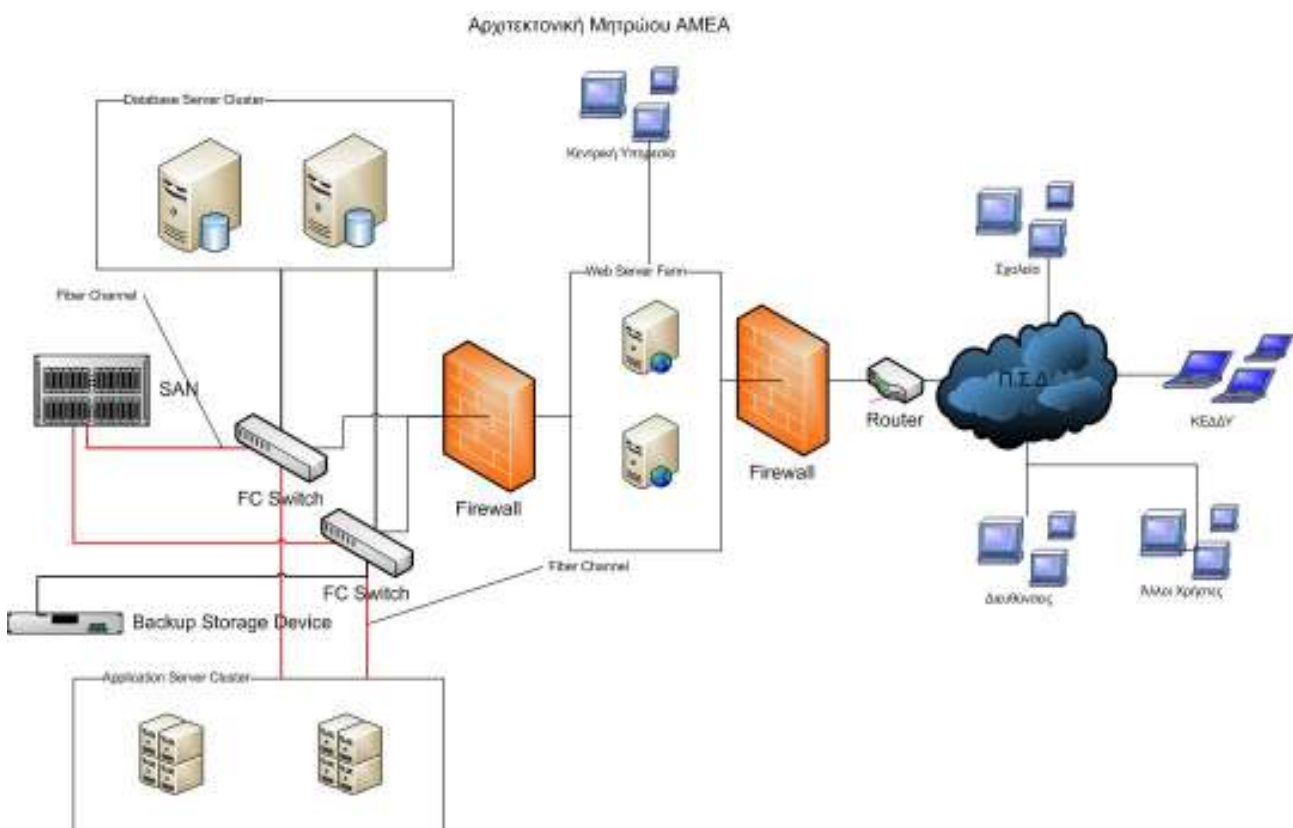 Αρχιτεκτονική Μητρώου ΑΜΕΑ
Database Server Cluster
Κεντρική Υπηρεσία
Σχολεία
Fiber Channel
Web Server Farm
SAN
Π.Σ.Δ
Router
ΚΕΔΔΥ
FC Switch
Firewall
Firewall
FC Switch
Fiber Channel
Διευθύνσεις
Άλλοι Χρήστες
Backup Storage Device
Application Server Cluster